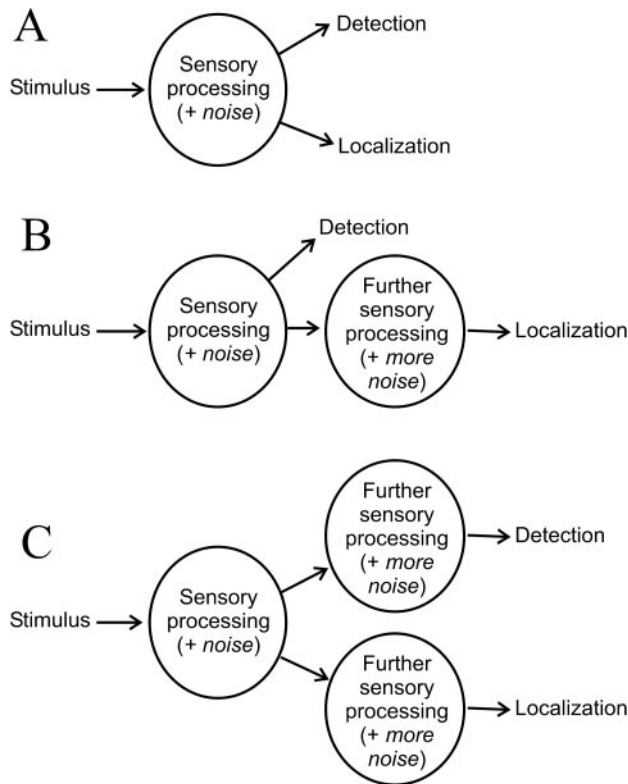 A
Stimulus
Sensory
processing
(+ noise)
Detection
Localization
B
Stimulus
Sensory
processing
(+ noise)
Detection
Further
sensory
processing
(+ more
noise)
Localization
C
Stimulus
Sensory
processing
(+ noise)
Further
sensory
processing
(+ more
noise)
Detection
Further
sensory
processing
(+ more
noise)
Localization